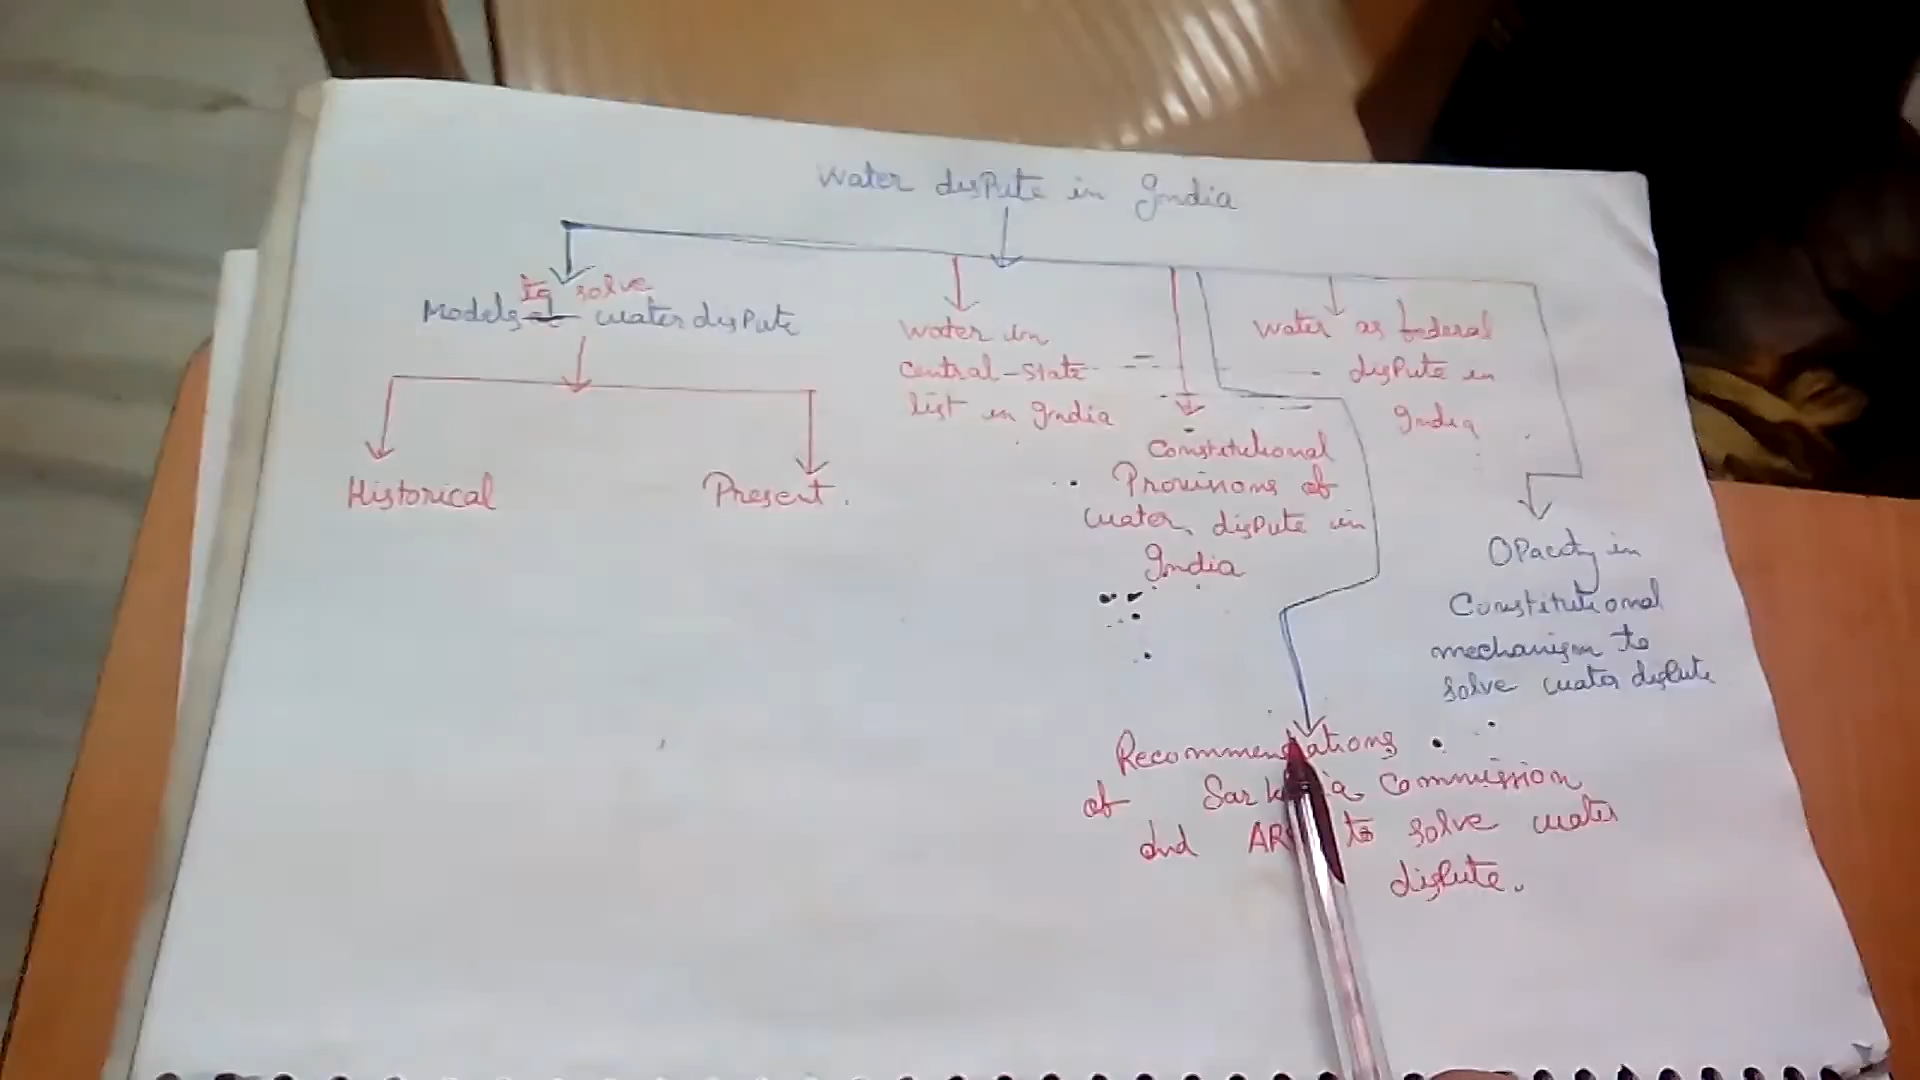 Water dispute in India
to solve
Models of water dispute
Historical
Present.
Water in
central-state
list in India
Constitutional
Provisions of
water dispute in
India
Water as federal
dispute in
India
Opacity in
Constitutional
mechanism to
solve water dispute
Recommendations
of Commission
and to solve water
dispute.